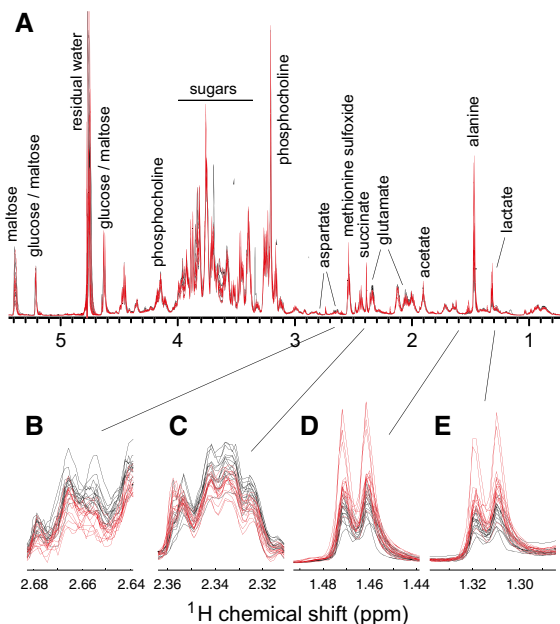 A
maltose
glucose / maltose
residual water
glucose / maltose
phosphocholine
sugars
phosphocholine
aspartate
methionine sulfoxide
succinate
glutamate
acetate
alanine
lactate
5 4 3 2 1
B C D E
2.68 2.66 2.64 2.36 2.34 2.32 1.48 1.46 1.44 1.32 1.30
¹H chemical shift (ppm)